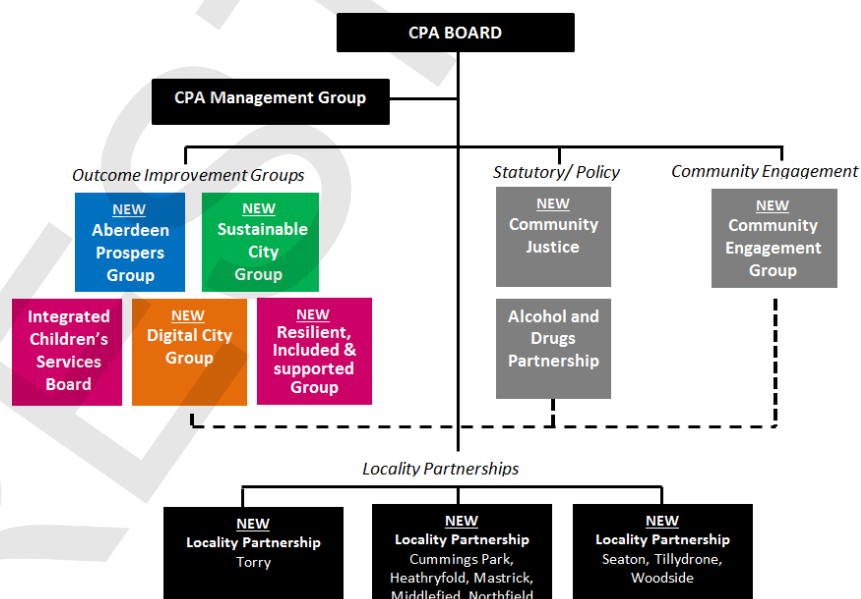 CPA BOARD
CPA Management Group
Outcome Improvement Groups
NEW
Aberdeen
Prospers
Group
NEW
Sustainable
City
Group
Integrated
Children's
Services
Board
NEW
Digital City
Group
NEW
Resilient,
Included &
supported
Group
Statutory/ Policy
NEW
Community
Justice
Alcohol and
Drugs
Partnership
Community Engagement
NEW
Community
Engagement
Group
Locality Partnerships
NEW
Locality Partnership
Torry
NEW
Locality Partnership
Cummings Park,
Heathryfold, Mastrick,
Middlefied, Northfield
NEW
Locality Partnership
Seaton, Tillydrone,
Woodside